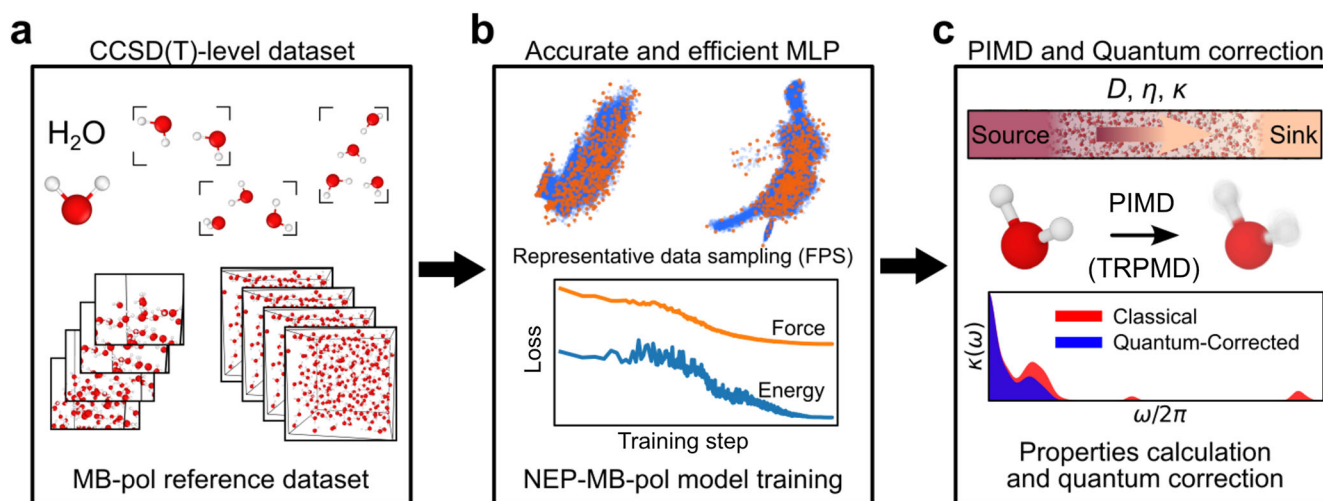 a
CCSD(T)-level dataset
H₂O
MB-pol reference dataset
b
Accurate and efficient MLP
Representative data sampling (FPS)
Loss
Force
Energy
Training step
NEP-MB-pol model training
c
PIMD and Quantum correction
D, η, κ
Source
Sink
PIMD
(TRPMD)
κ(ω)
Classical
Quantum-Corrected
ω/2π
Properties calculation
and quantum correction